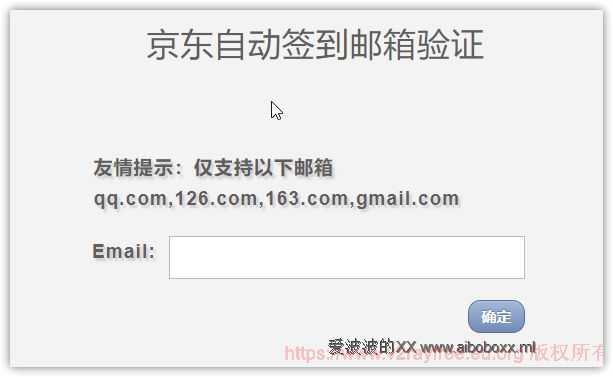 京东自动签到邮箱验证
友情提示：仅支持以下邮箱
qq.com,126.com,163.com,gmail.com
Email:
确定
爱波波的XX www.aiboboxx.ml
https://www.v2rayfree.eu.org 版权所有